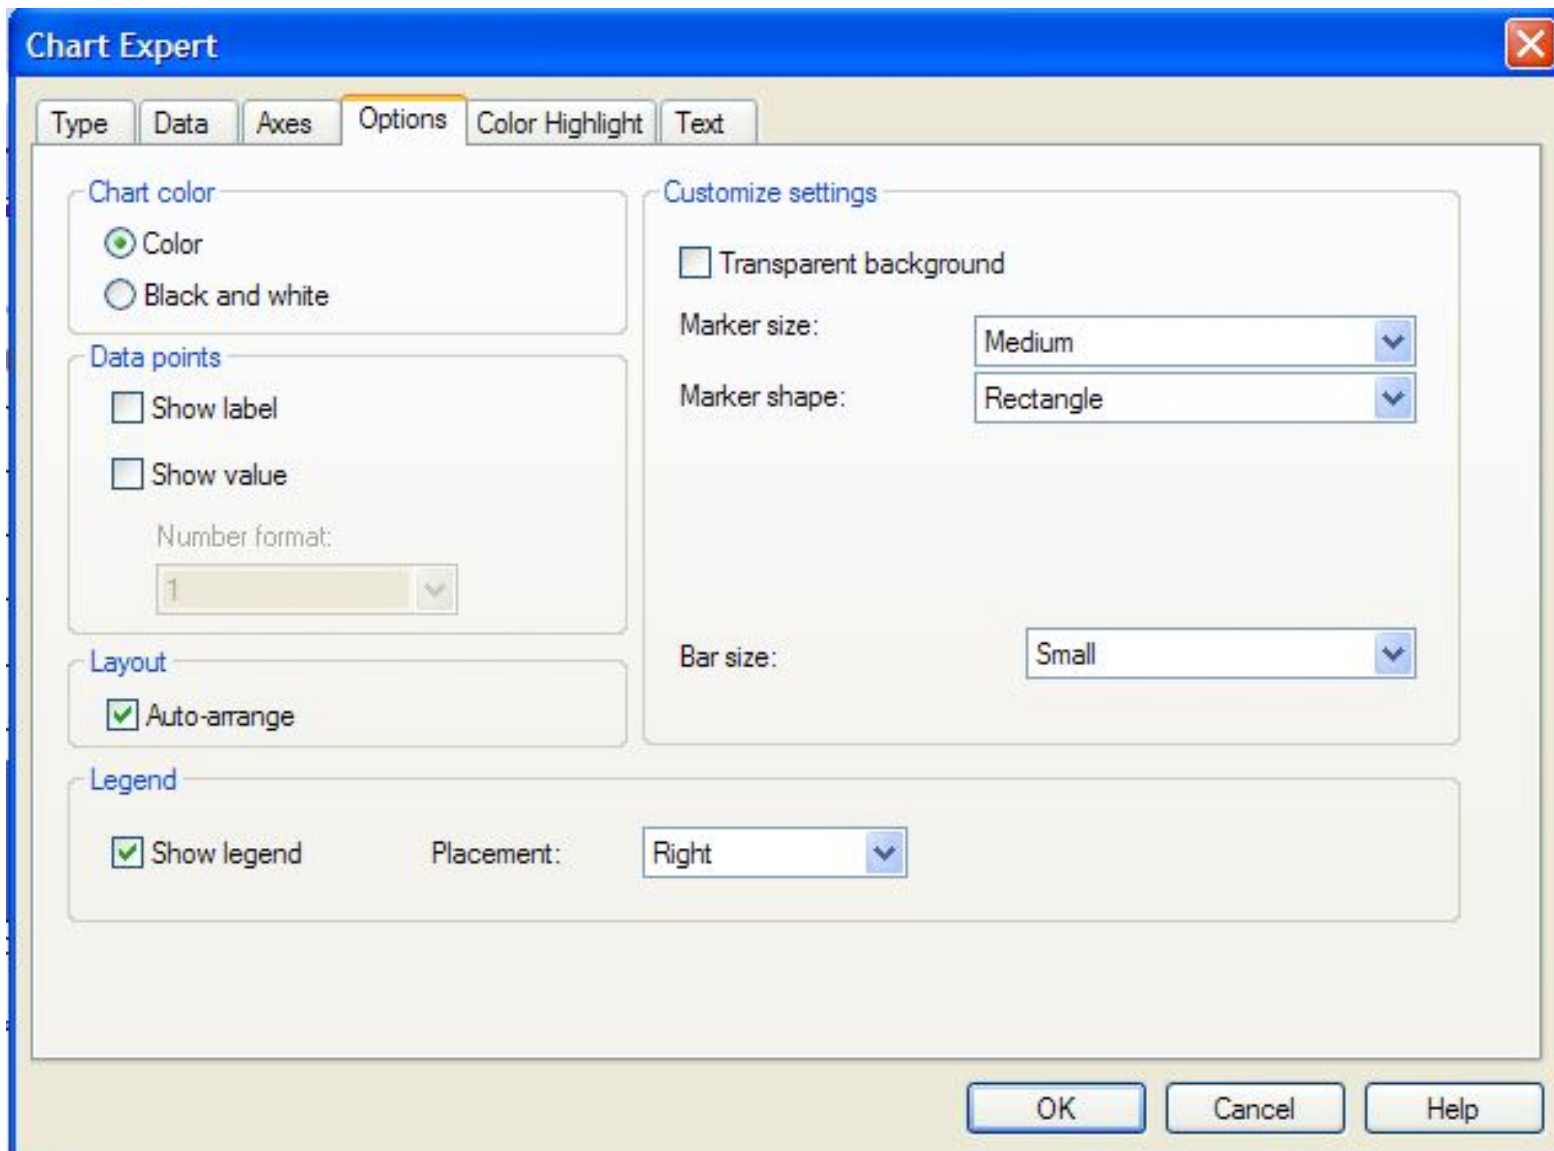 Chart Expert
Type Data Axes Options Color Highlight Text
Chart color
Color
Black and white
Data points
Show label
Show value
Number format:
1
Layout
Auto-arrange
Customize settings
Transparent background
Marker size: Medium
Marker shape: Rectangle
Bar size: Small
Legend
Show legend Placement: Right
OK Cancel Help